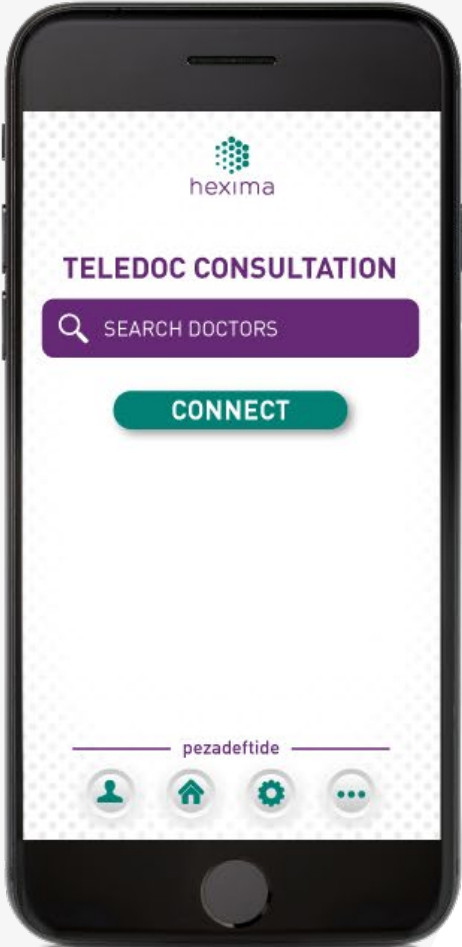 hexima
TELEDOC CONSULTATION
SEARCH DOCTORS
CONNECT
pezadeftide